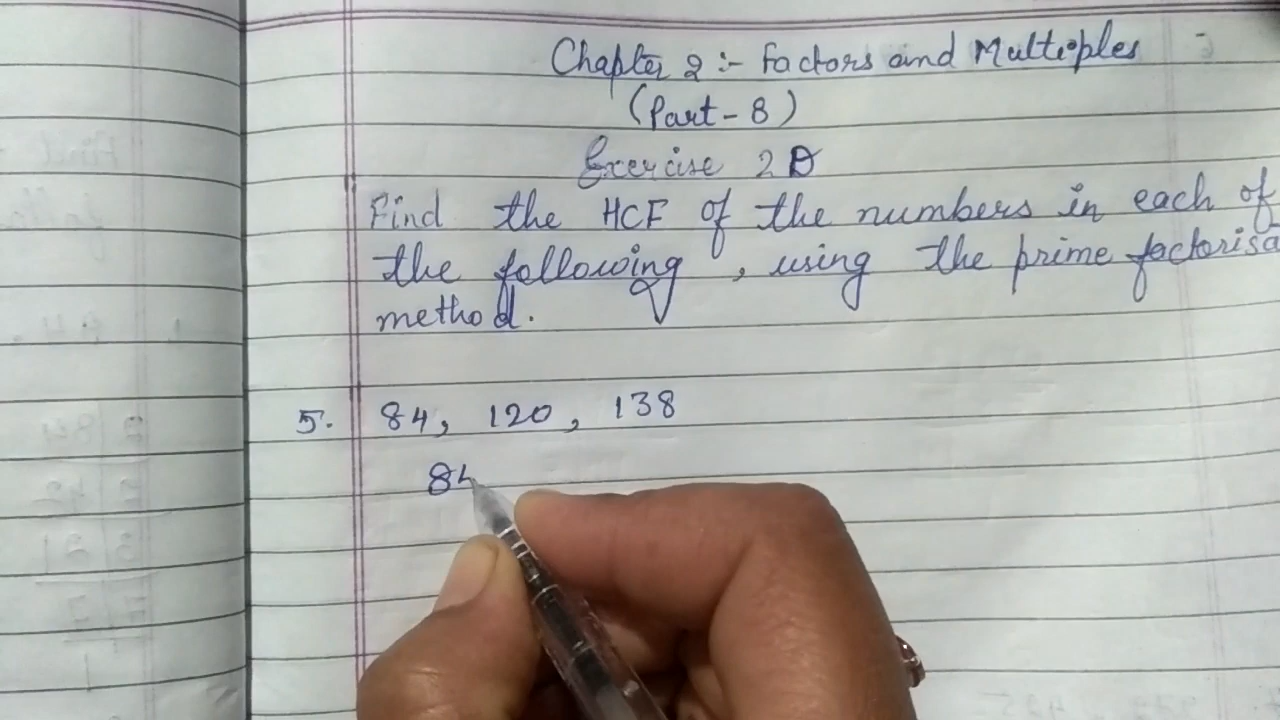 Chapter 2 :- Factors and Multiples
(Part - 8)
Exercise 2D
Find the HCF of the numbers in each of
the following , using the prime factorisa
method.
5. 84, 120, 138
84